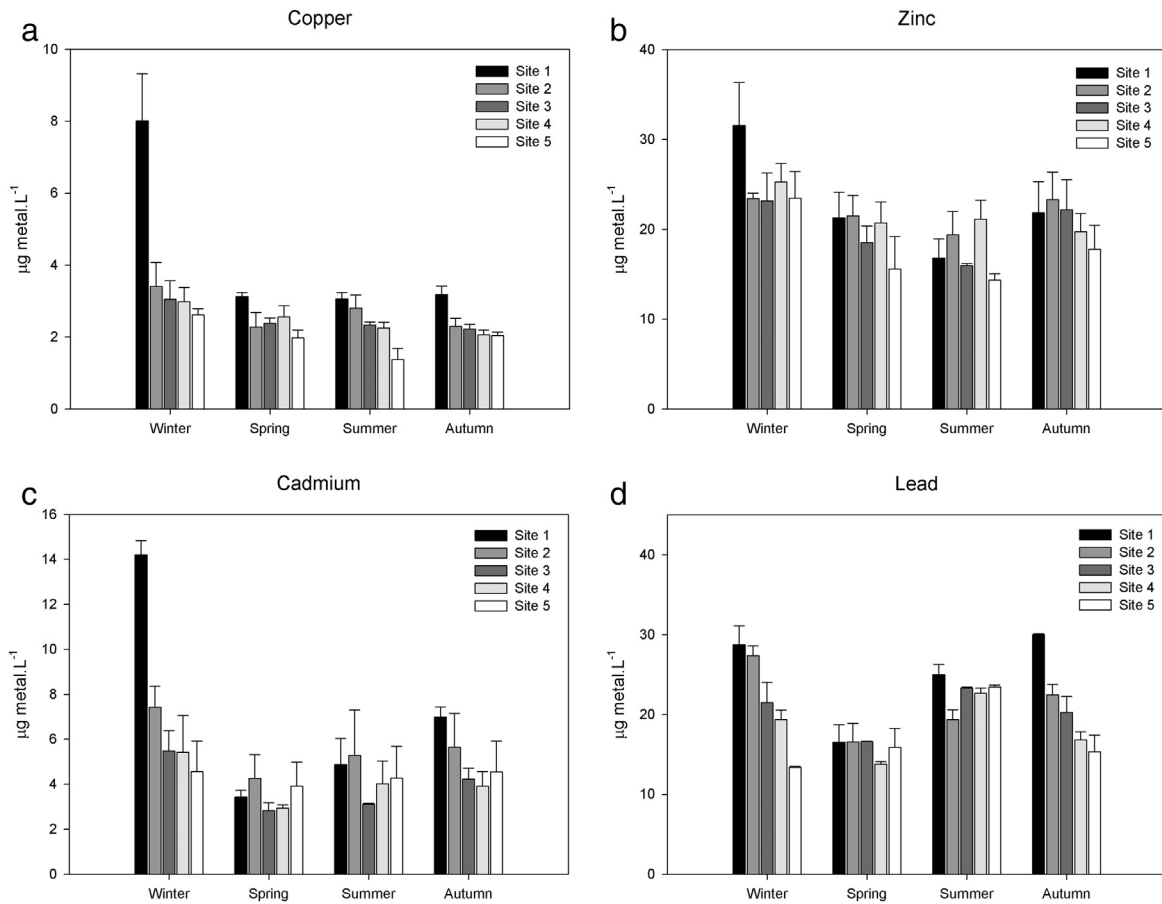 a
Copper
10
8
6
4
2
0
µg metal.L-1
Site 1
Site 2
Site 3
Site 4
Site 5
Winter Spring Summer Autumn
b
Zinc
40
30
20
10
0
µg metal.L-1
Site 1
Site 2
Site 3
Site 4
Site 5
Winter Spring Summer Autumn
c
Cadmium
16
14
12
10
8
6
4
2
0
µg metal.L-1
Site 1
Site 2
Site 3
Site 4
Site 5
Winter Spring Summer Autumn
d
Lead
40
30
20
10
0
µg metal.L-1
Site 1
Site 2
Site 3
Site 4
Site 5
Winter Spring Summer Autumn